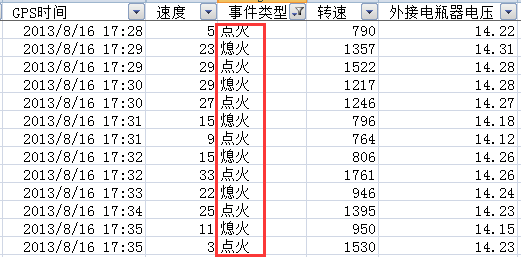 GPS时间 速度 事件类型 转速 外接电瓶器电压
2013/8/16 17:28 5 点火 790 14.22
2013/8/16 17:29 23 熄火 1357 14.31
2013/8/16 17:29 29 点火 1522 14.28
2013/8/16 17:30 29 熄火 1217 14.28
2013/8/16 17:30 27 点火 1246 14.27
2013/8/16 17:31 15 熄火 796 14.18
2013/8/16 17:31 9 点火 764 14.12
2013/8/16 17:32 15 熄火 806 14.26
2013/8/16 17:32 33 点火 1761 14.26
2013/8/16 17:33 22 熄火 946 14.24
2013/8/16 17:34 25 点火 1395 14.23
2013/8/16 17:35 11 熄火 950 14.15
2013/8/16 17:35 3 点火 1530 14.23